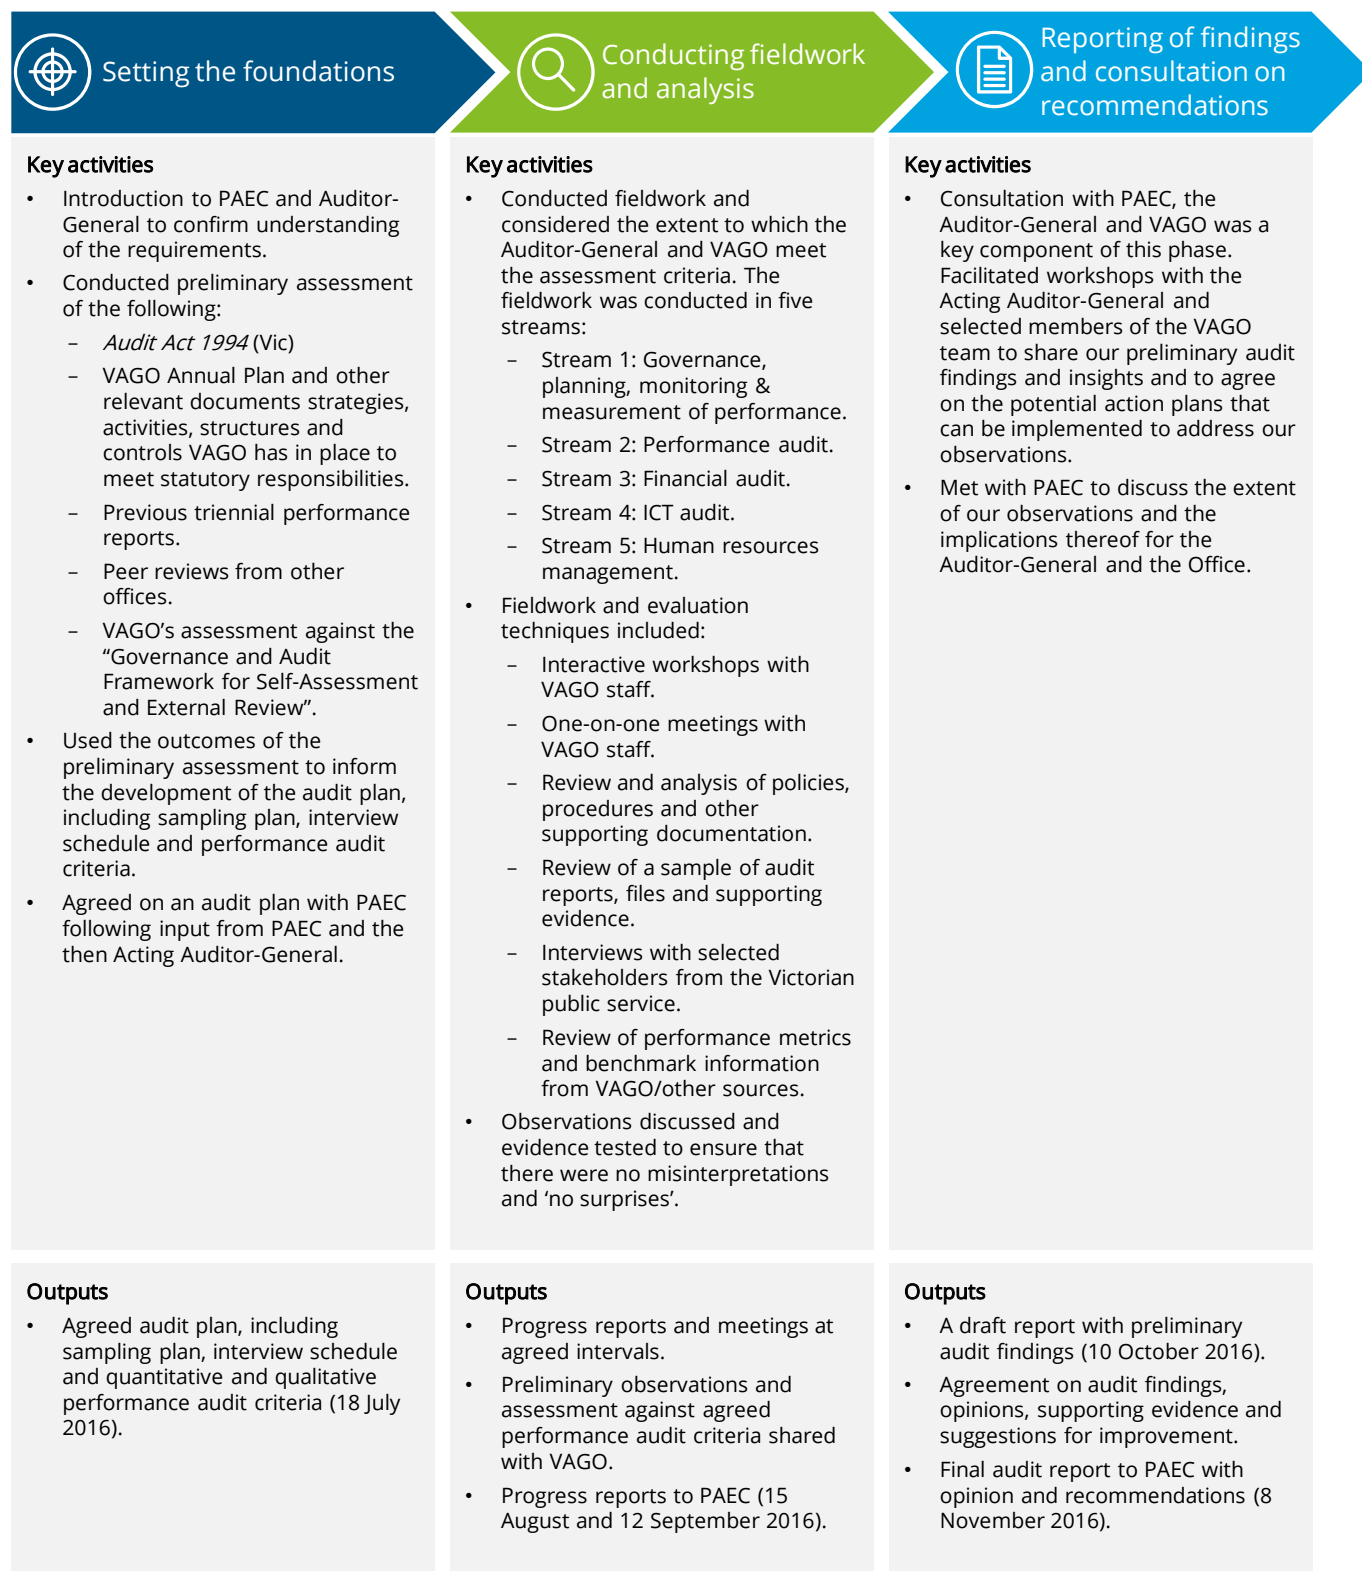 Setting the foundations
Conducting fieldwork
and analysis
Reporting of findings
and consultation on
recommendations
Key activities
• Introduction to PAEC and Auditor-
General to confirm understanding
of the requirements.
• Conducted preliminary assessment
of the following:
– Audit Act 1994 (Vic)
– VAGO Annual Plan and other
relevant documents strategies,
activities, structures and
controls VAGO has in place to
meet statutory responsibilities.
– Previous triennial performance
reports.
– Peer reviews from other
offices.
– VAGO’s assessment against the
“Governance and Audit
Framework for Self-Assessment
and External Review”.
• Used the outcomes of the
preliminary assessment to inform
the development of the audit plan,
including sampling plan, interview
schedule and performance audit
criteria.
• Agreed on an audit plan with PAEC
following input from PAEC and the
then Acting Auditor-General.
Key activities
• Conducted fieldwork and
considered the extent to which the
Auditor-General and VAGO meet
the assessment criteria. The
fieldwork was conducted in five
streams:
– Stream 1: Governance,
planning, monitoring &
measurement of performance.
– Stream 2: Performance audit.
– Stream 3: Financial audit.
– Stream 4: ICT audit.
– Stream 5: Human resources
management.
• Fieldwork and evaluation
techniques included:
– Interactive workshops with
VAGO staff.
– One-on-one meetings with
VAGO staff.
– Review and analysis of policies,
procedures and other
supporting documentation.
– Review of a sample of audit
reports, files and supporting
evidence.
– Interviews with selected
stakeholders from the Victorian
public service.
– Review of performance metrics
and benchmark information
from VAGO/other sources.
• Observations discussed and
evidence tested to ensure that
there were no misinterpretations
and ‘no surprises’.
Key activities
• Consultation with PAEC, the
Auditor-General and VAGO was a
key component of this phase.
Facilitated workshops with the
Acting Auditor-General and
selected members of the VAGO
team to share our preliminary audit
findings and insights and to agree
on the potential action plans that
can be implemented to address our
observations.
• Met with PAEC to discuss the extent
of our observations and the
implications thereof for the
Auditor-General and the Office.
Outputs
• Agreed audit plan, including
sampling plan, interview schedule
and quantitative and qualitative
performance audit criteria (18 July
2016).
Outputs
• Progress reports and meetings at
agreed intervals.
• Preliminary observations and
assessment against agreed
performance audit criteria shared
with VAGO.
• Progress reports to PAEC (15
August and 12 September 2016).
Outputs
• A draft report with preliminary
audit findings (10 October 2016).
• Agreement on audit findings,
opinions, supporting evidence and
suggestions for improvement.
• Final audit report to PAEC with
opinion and recommendations (8
November 2016).